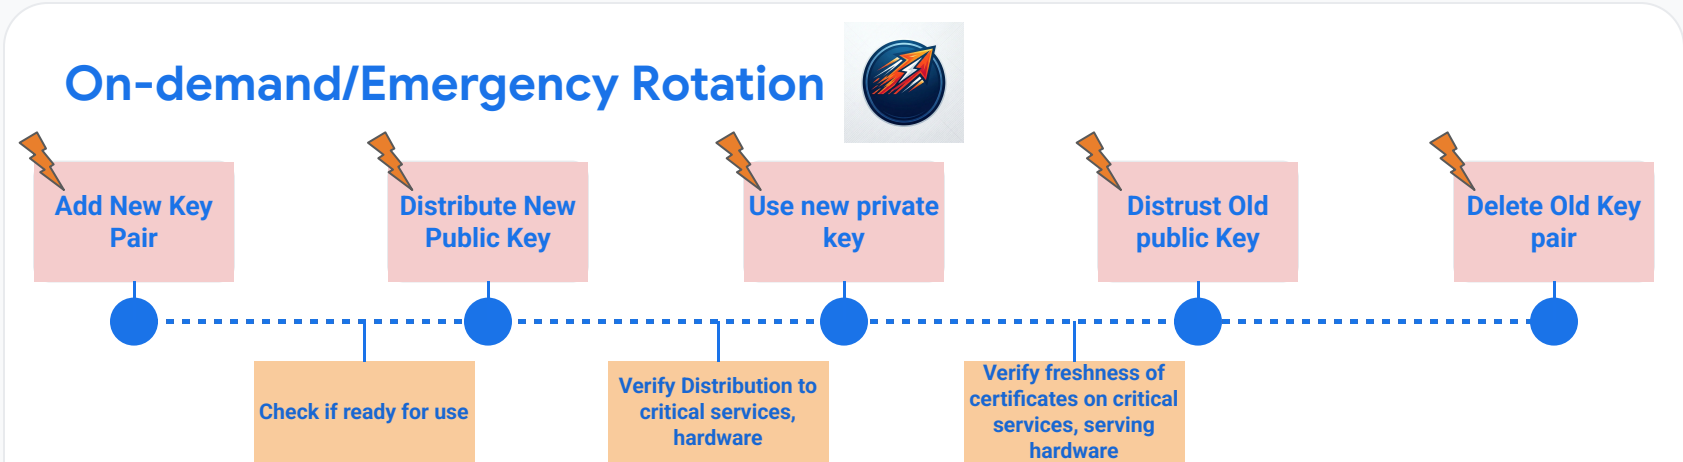 On-demand/Emergency Rotation
Add New Key
Pair
Distribute New
Public Key
Use new private
key
Distrust Old
public Key
Delete Old Key
pair
Check if ready for use
Verify Distribution to
critical services,
hardware
Verify freshness of
certificates on critical
services, serving
hardware